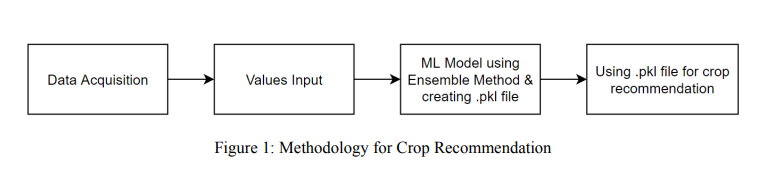 Data Acquisition
Values Input
ML Model using
Ensemble Method &
creating .pkl file
Using .pkl file for crop
recommendation
Figure 1: Methodology for Crop Recommendation